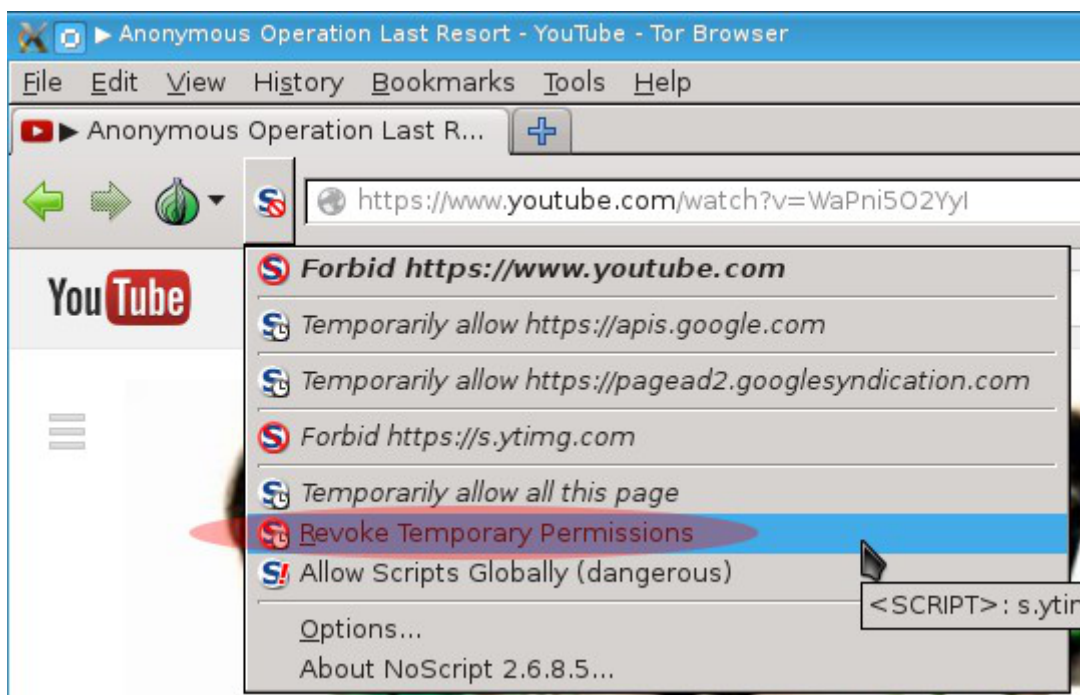 ▶ Anonymous Operation Last Resort - YouTube - Tor Browser
File Edit View History Bookmarks Tools Help
▶ Anonymous Operation Last R...
https://www.youtube.com/watch?v=WaPni5O2YyI
YouTube
Forbid https://www.youtube.com
Temporarily allow https://apis.google.com
Temporarily allow https://pagead2.googlesyndication.com
Forbid https://s.ytimg.com
Temporarily allow all this page
Revoke Temporary Permissions
Allow Scripts Globally (dangerous)
<SCRIPT>: s.ytim
Options...
About NoScript 2.6.8.5...